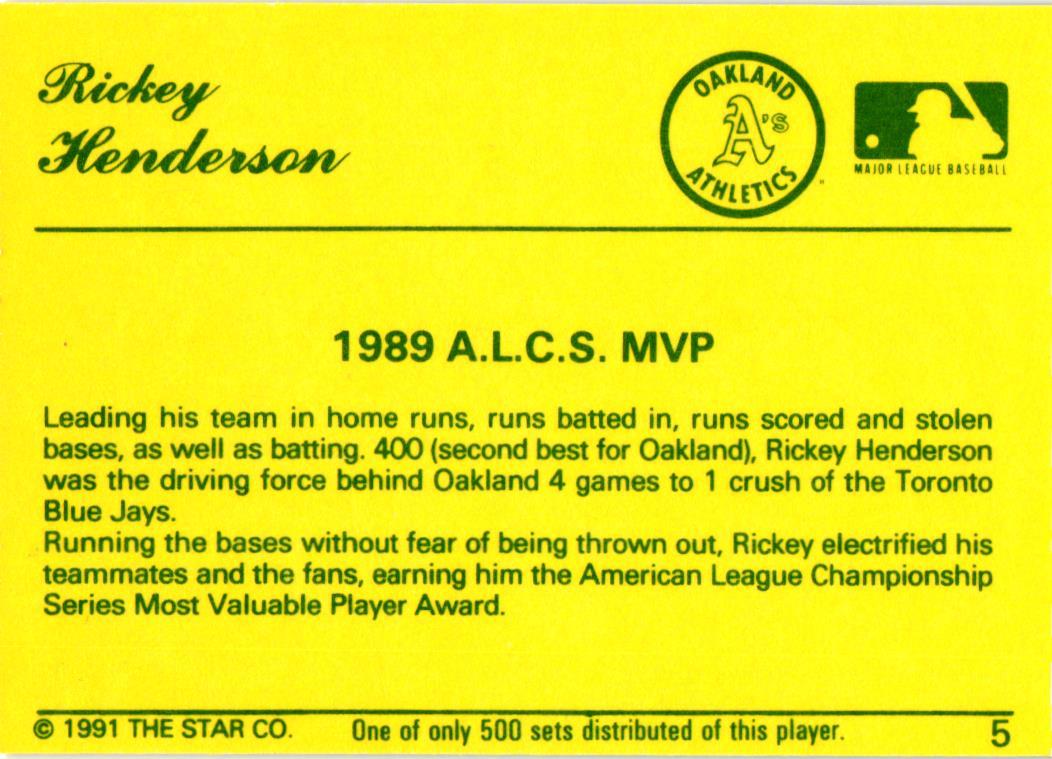 Rickey
Henderson
OAKLAND
A's
ATHLETICS
MAJOR LEAGUE BASEBALL
1989 A.L.C.S. MVP
Leading his team in home runs, runs batted in, runs scored and stolen
bases, as well as batting. 400 (second best for Oakland), Rickey Henderson
was the driving force behind Oakland 4 games to 1 crush of the Toronto
Blue Jays.
Running the bases without fear of being thrown out, Rickey electrified his
teammates and the fans, earning him the American League Championship
Series Most Valuable Player Award.
© 1991 THE STAR CO. One of only 500 sets distributed of this player. 5